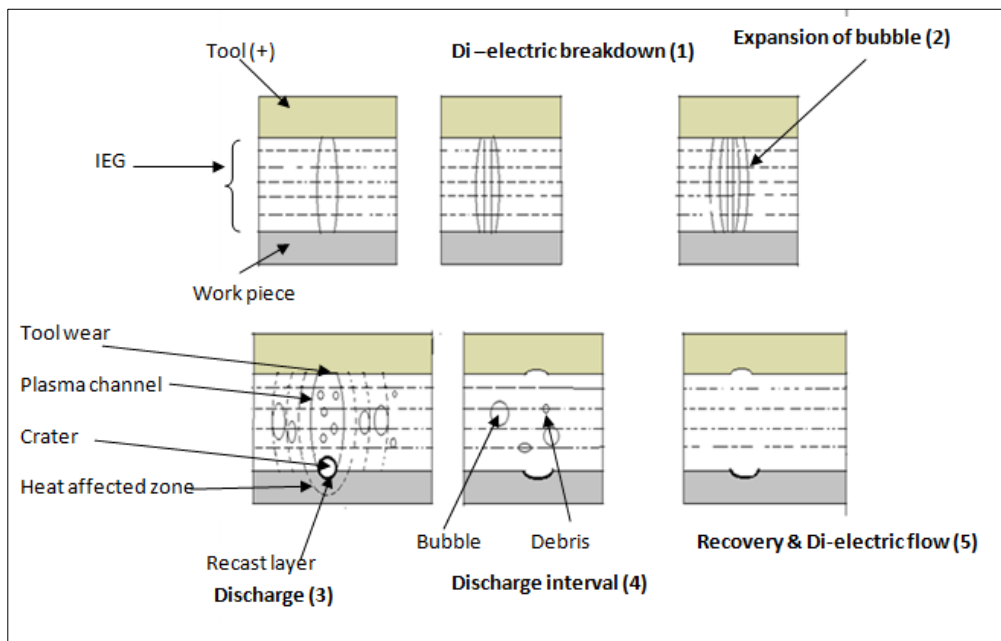 Tool (+)
Di –electric breakdown (1)
Expansion of bubble (2)
IEG
Work piece
Tool wear
Plasma channel
Crater
Heat affected zone
Recast layer
Discharge (3)
Bubble
Debris
Discharge interval (4)
Recovery & Di-electric flow (5)